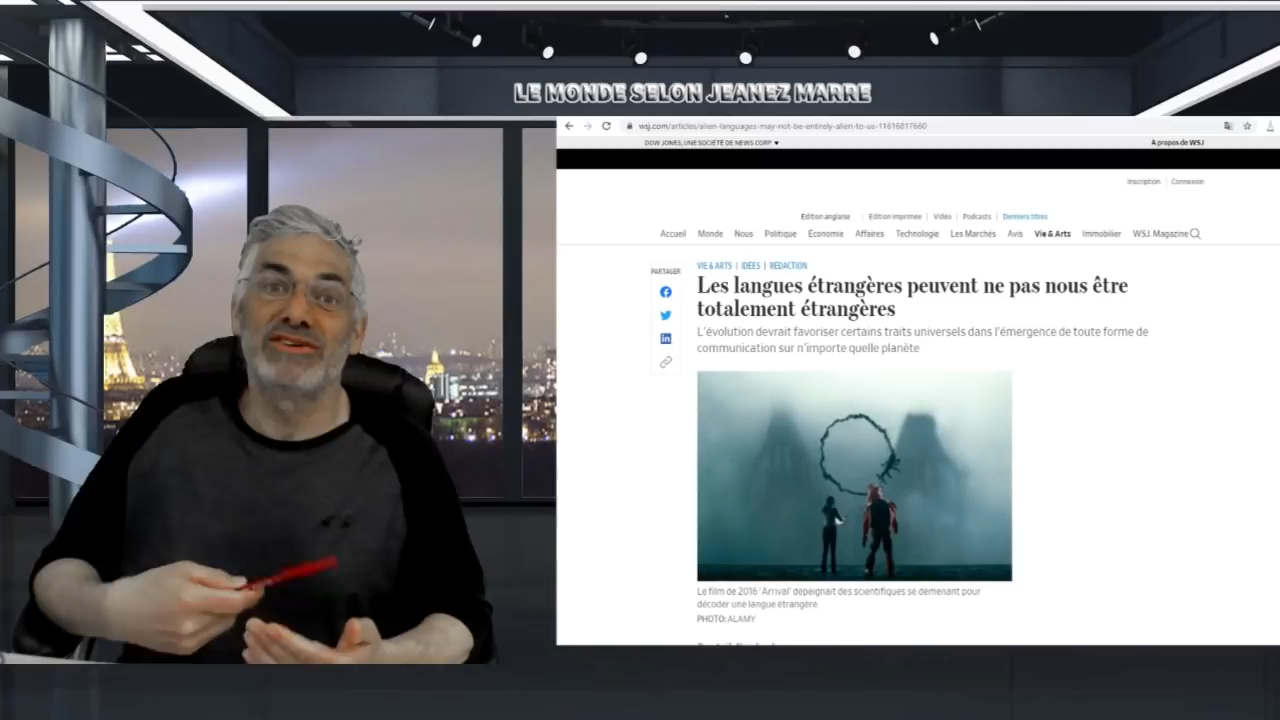 LE MONDE SELON JEANEZ MARRE
wsj.com/articles/alien-languages-may-not-be-entirely-alien-to-us-11616817660
DOW JONES, UNE SOCIÉTÉ DE NEWS CORP
À propos de WSJ
Inscription | Connexion
Edition anglaise | Edition imprimée | Vidéo | Podcasts | Derniers titres
Accueil Monde Nous Politique Économie Affaires Technologie Les Marchés Avis Vie & Arts Immobilier WSJ. Magazine
PARTAGER
VIE & ARTS | IDÉES | RÉDACTION
Les langues étrangères peuvent ne pas nous être
totalement étrangères
L'évolution devrait favoriser certains traits universels dans l'émergence de toute forme de
communication sur n'importe quelle planète
Le film de 2016 'Arrival' dépeignait des scientifiques se démenant pour
décoder une langue étrangère.
PHOTO: ALAMY